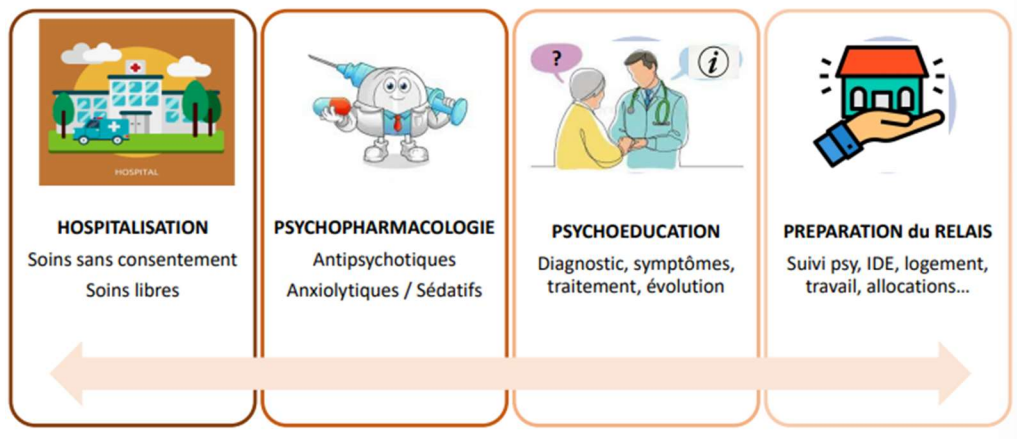 HOSPITAL
HOSPITALISATION
Soins sans consentement
Soins libres
PSYCHOPHARMACOLOGIE
Antipsychotiques
Anxiolytiques / Sédatifs
?
i
PSYCHOEDUCATION
Diagnostic, symptômes,
traitement, évolution
PREPARATION du RELAIS
Suivi psy, IDE, logement,
travail, allocations...